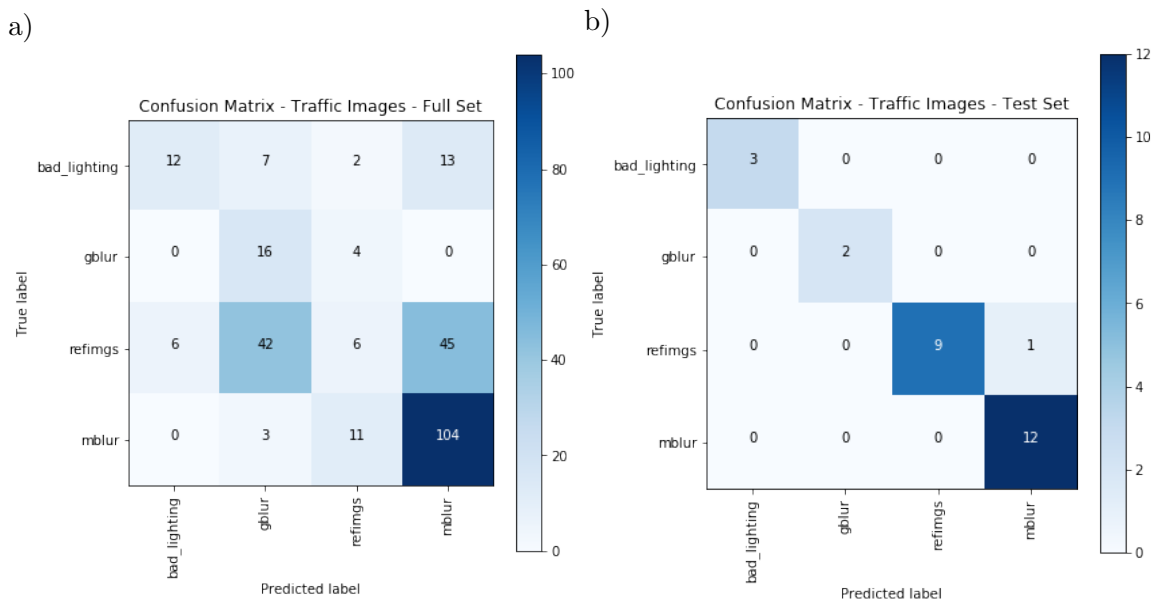 a)
Confusion Matrix - Traffic Images - Full Set
True label
bad_lighting 12 7 2 13
gblur 0 16 4 0
refimgs 6 42 6 45
mblur 0 3 11 104
bad_lighting gblur refimgs mblur
Predicted label
100
80
60
40
20
0
b)
Confusion Matrix - Traffic Images - Test Set
True label
bad_lighting 3 0 0 0
gblur 0 2 0 0
refimgs 0 0 9 1
mblur 0 0 0 12
bad_lighting gblur refimgs mblur
Predicted label
12
10
8
6
4
2
0